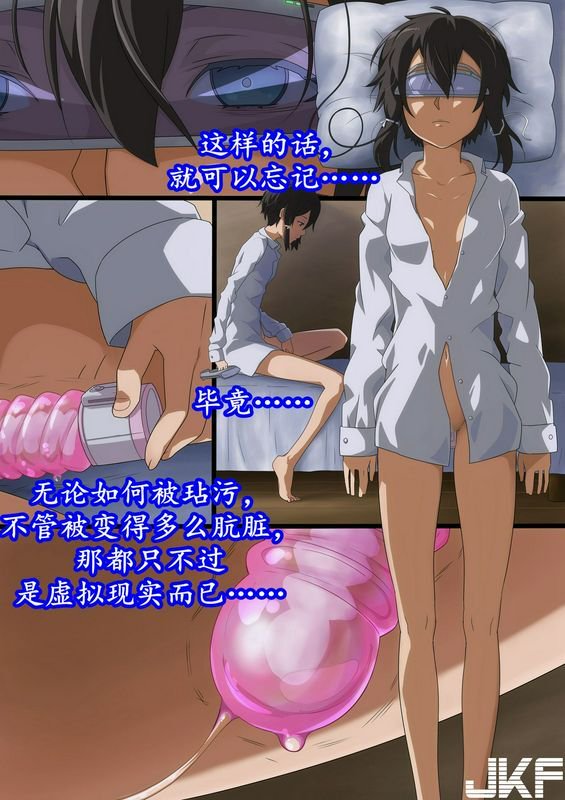 这样的话，
就可以忘记……
毕竟……
无论如何被玷污，
不管被变得多么肮脏，
那都只不过
是虚拟现实而已……
JKF